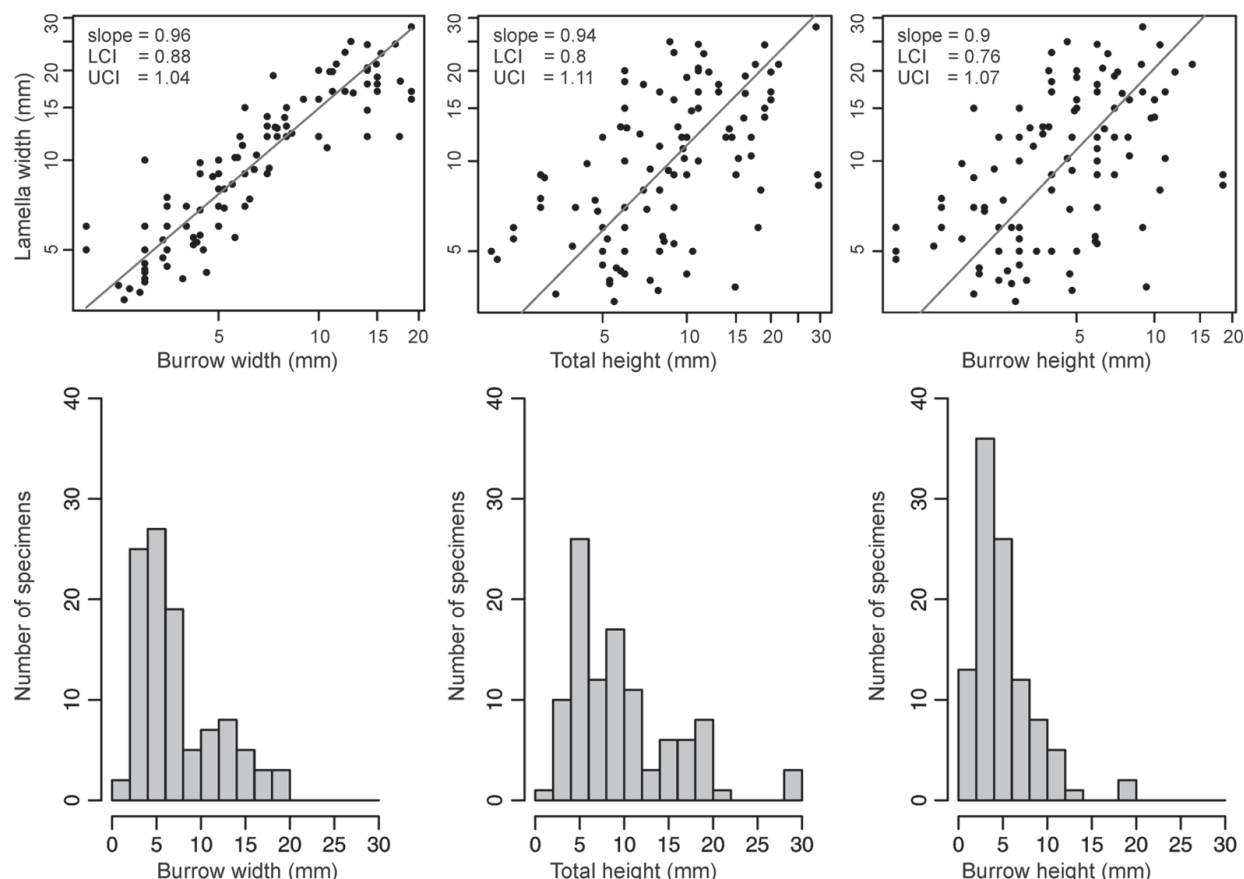 slope = 0.96
LCI = 0.88
UCI = 1.04
Lamella width (mm)
30
20
15
10
5
5 10 15 20
Burrow width (mm)
slope = 0.94
LCI = 0.8
UCI = 1.11
30
20
15
10
5
5 10 15 20 30
Total height (mm)
slope = 0.9
LCI = 0.76
UCI = 1.07
30
20
15
10
5
5 10 15 20
Burrow height (mm)
Number of specimens
40
30
20
10
0
0 5 10 15 20 25 30
Burrow width (mm)
Number of specimens
40
30
20
10
0
0 5 10 15 20 25 30
Total height (mm)
Number of specimens
40
30
20
10
0
0 5 10 15 20 25 30
Burrow height (mm)